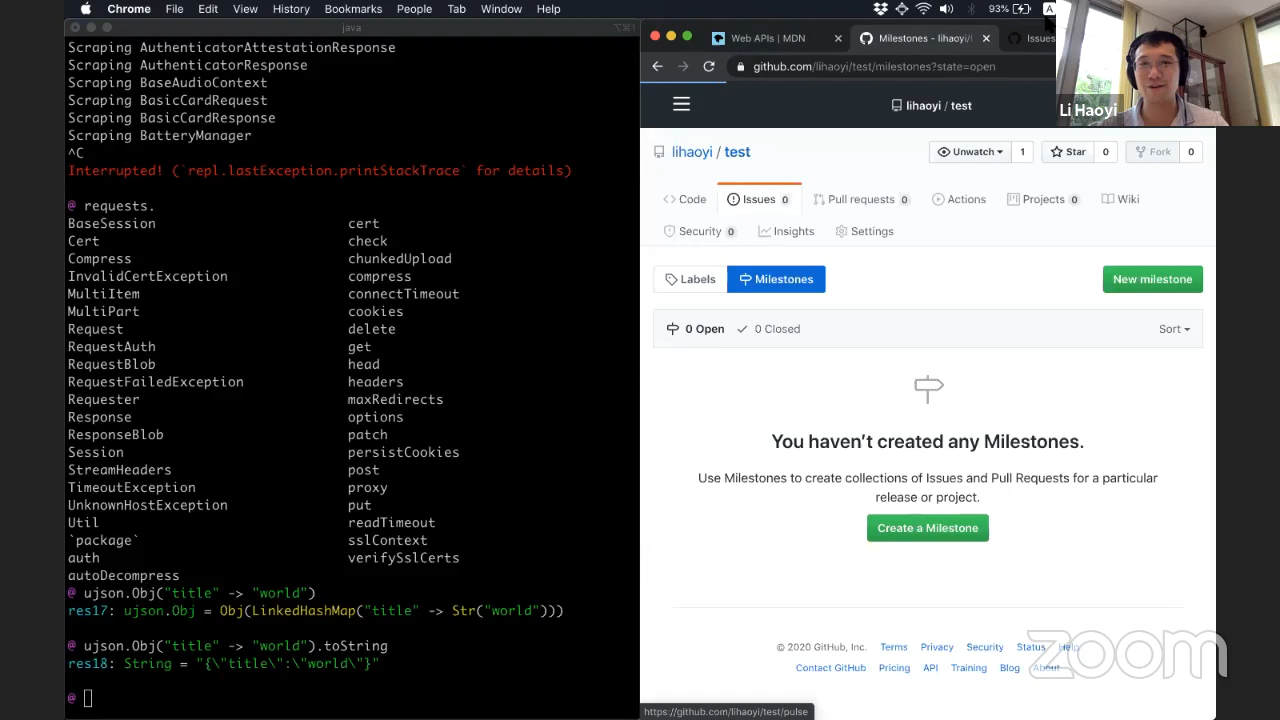 Chrome File Edit View History Bookmarks People Tab Window Help 93% A
java
Scraping AuthenticatorAttestationResponse
Scraping AuthenticatorResponse
Scraping BaseAudioContext
Scraping BasicCardRequest
Scraping BasicCardResponse
Scraping BatteryManager
^C
Interrupted! (`repl.lastException.printStackTrace` for details)
@ requests.
BaseSession cert
Cert check
Compress chunkedUpload
InvalidCertException compress
MultiItem connectTimeout
MultiPart cookies
Request delete
RequestAuth get
RequestBlob head
RequestFailedException headers
Requester maxRedirects
Response options
ResponseBlob patch
Session persistCookies
StreamHeaders post
TimeoutException proxy
UnknownHostException put
Util readTimeout
`package` sslContext
auth verifySslCerts
autoDecompress
@ ujson.Obj("title" -> "world")
res17: ujson.Obj = Obj(LinkedHashMap("title" -> Str("world")))
@ ujson.Obj("title" -> "world").toString
res18: String = "{\"title\":\"world\"}"
@
Web APIs | MDN
Milestones - lihaoyi/
Issues
github.com/lihaoyi/test/milestones?state=open
Li Haoyi
lihaoyi / test
lihaoyi / test
Unwatch 1 Star 0 Fork 0
Code Issues 0 Pull requests 0 Actions Projects 0 Wiki
Security 0 Insights Settings
Labels Milestones New milestone
0 Open 0 Closed Sort
You haven’t created any Milestones.
Use Milestones to create collections of Issues and Pull Requests for a particular
release or project.
Create a Milestone
© 2020 GitHub, Inc. Terms Privacy Security Status Help
Contact GitHub Pricing API Training Blog About
zoom
https://github.com/lihaoyi/test/pulse